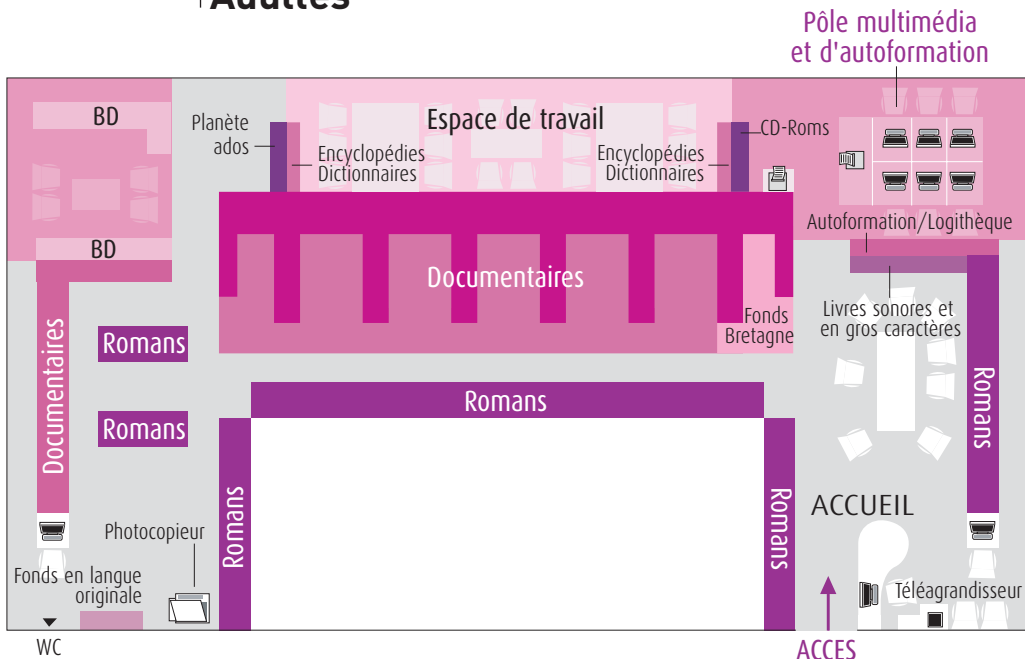 Adultes
Pôle multimédia
et d'autoformation
BD
Planète
ados
Encyclopédies
Dictionnaires
Espace de travail
Encyclopédies
Dictionnaires
CD-Roms
BD
Autoformation/Logithèque
Documentaires
Livres sonores et
en gros caractères
Fonds
Bretagne
Documentaires
Romans
Romans
Romans
Romans
Romans
Romans
ACCUEIL
Photocopieur
Fonds en langue
originale
Téléagrandisseur
WC
ACCES